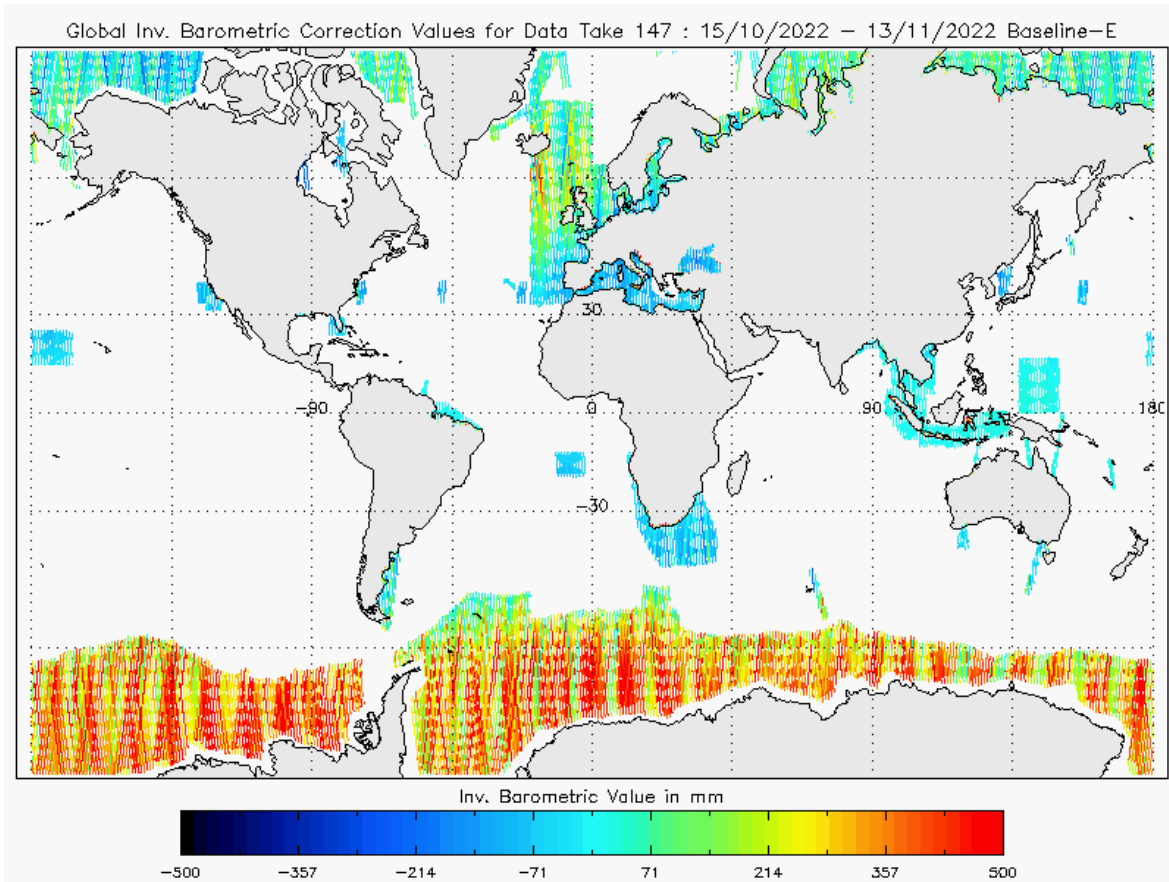 Global Inv. Barometric Correction Values for Data Take 147 : 15/10/2022 – 13/11/2022 Baseline–E
30
–90 0 90 180
–30
Inv. Barometric Value in mm
–500 –357 –214 –71 71 214 357 500